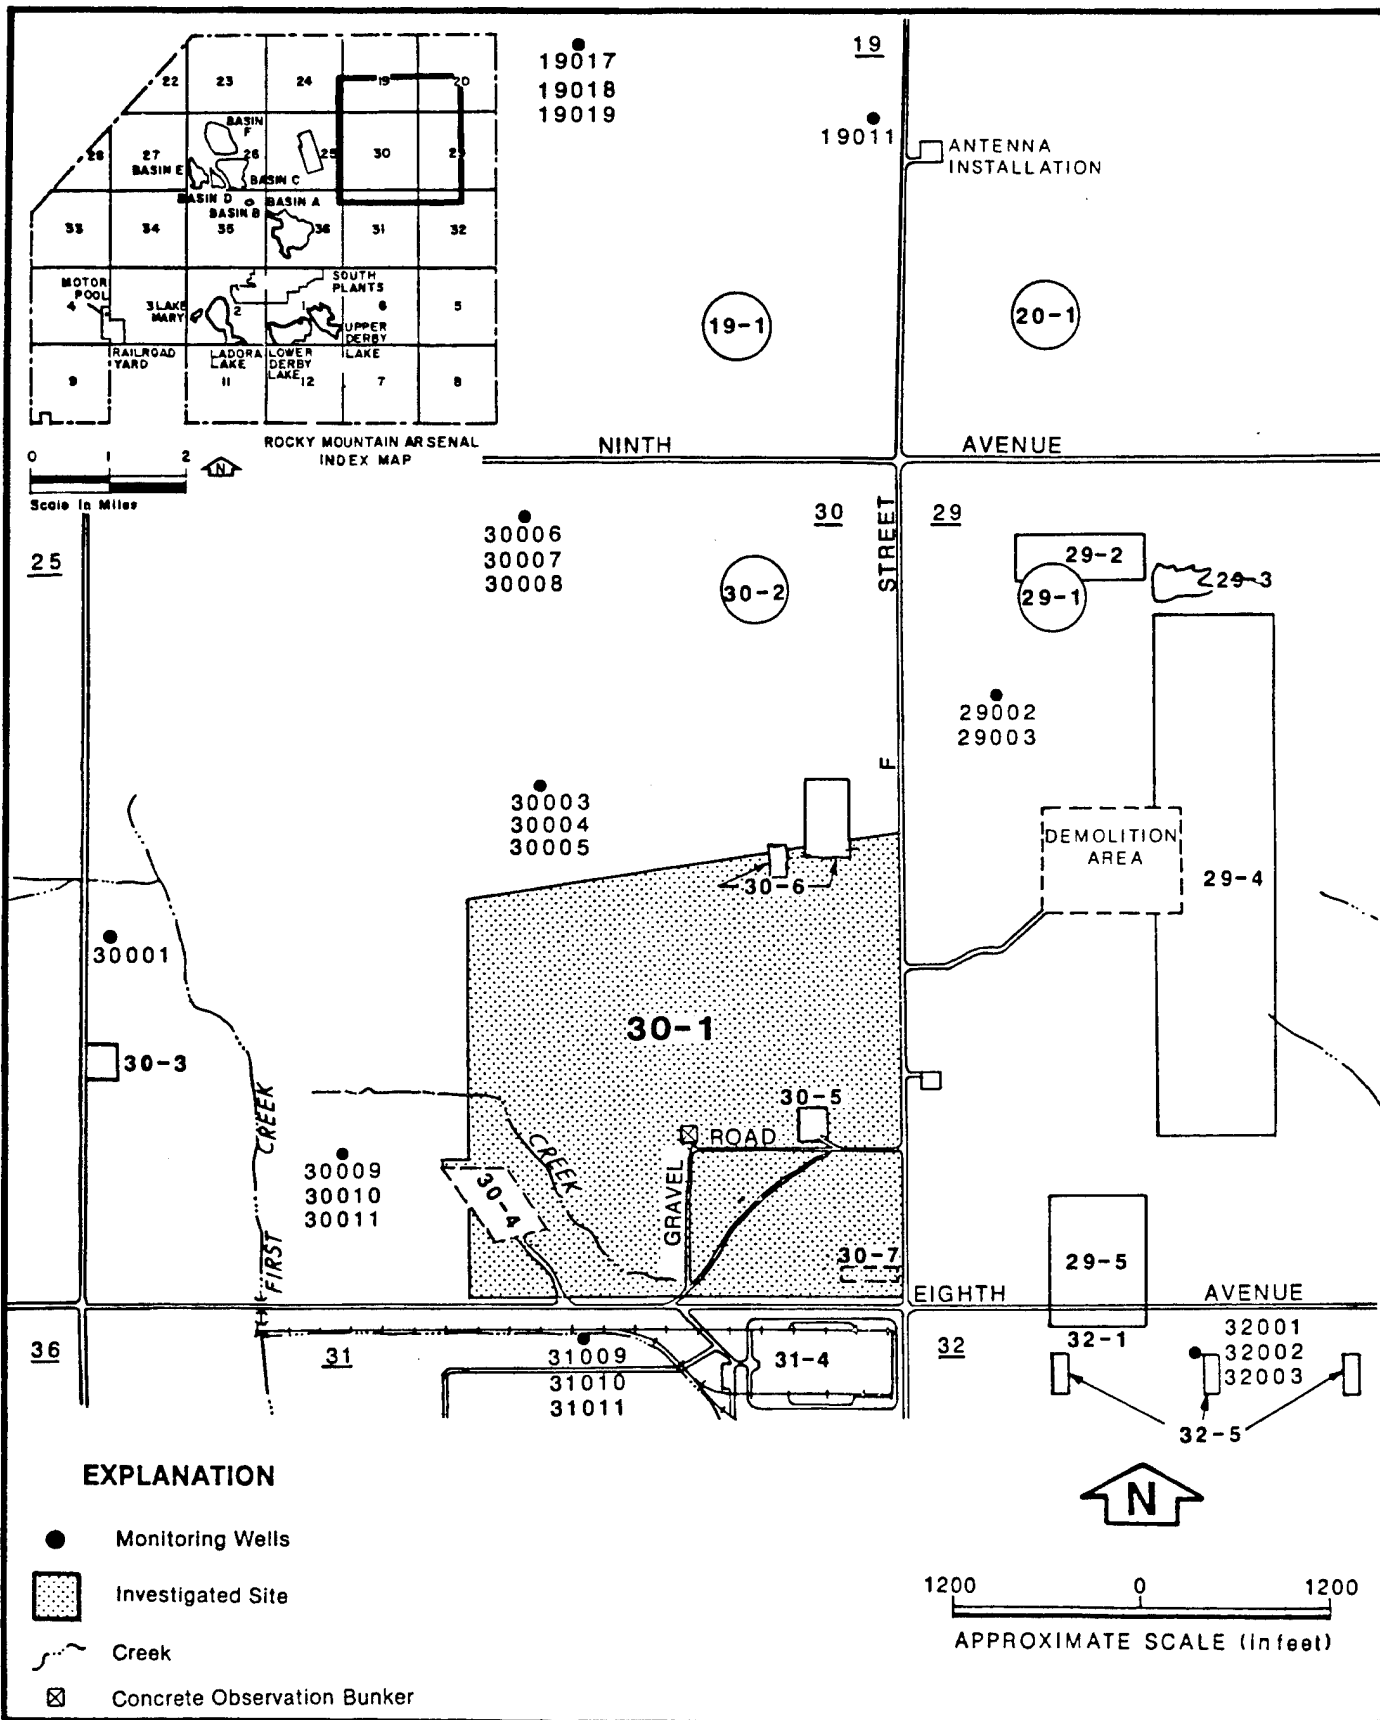 22
23
24
19
20
BASIN
F
28
27
26
25
30
29
BASIN E
BASIN C
BASIN D
BASIN A
BASIN B
33
34
35
36
31
32
MOTOR
POOL
SOUTH
PLANTS
4
3
LAKE
MARY
2
1
6
5
UPPER
DERBY
LAKE
RAILROAD
YARD
LADORA
LAKE
LOWER
DERBY
LAKE
9
11
12
7
8
ROCKY MOUNTAIN ARSENAL
INDEX MAP
0 1 2
N
Scale in Miles
19017
19018
19019
19
19011
ANTENNA
INSTALLATION
19-1
20-1
NINTH AVENUE
25
30006
30007
30008
30
29
F STREET
30-2
29-2
29-1
29-3
29002
29003
30003
30004
30005
DEMOLITION
AREA
30-6
29-4
30001
30-1
30-3
30-5
FIRST CREEK
CREEK
GRAVEL ROAD
30009
30010
30011
30-4
30-7
29-5
EIGHTH AVENUE
36
31
31009
31010
31011
31-4
32
32-1
32001
32002
32003
32-5
N
EXPLANATION
Monitoring Wells
Investigated Site
Creek
Concrete Observation Bunker
1200 0 1200
APPROXIMATE SCALE (in feet)